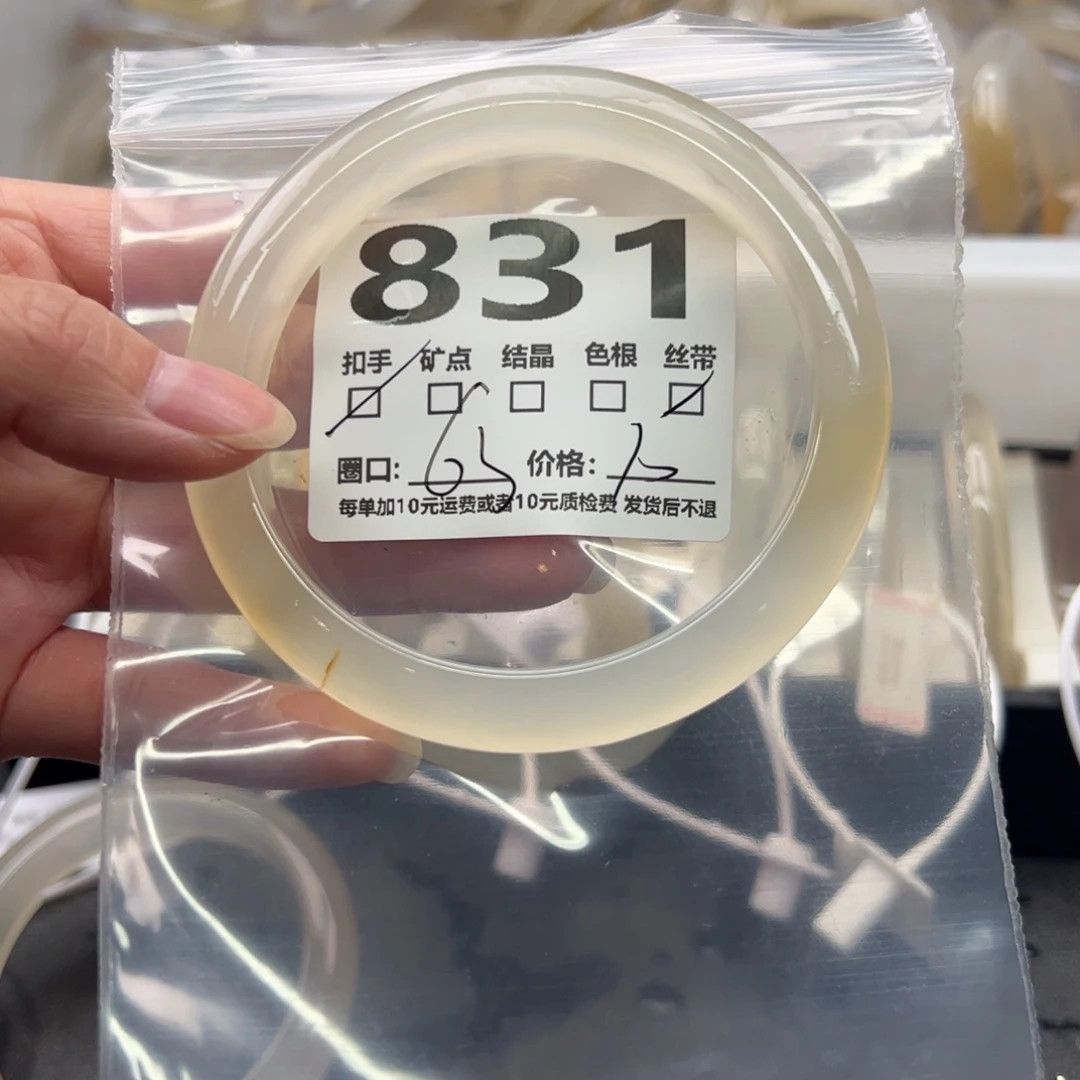 831
扣手 矿点 结晶 色根 丝带
圈口: 63 价格:
每单加10元运费或者10元质检费 发货后不退